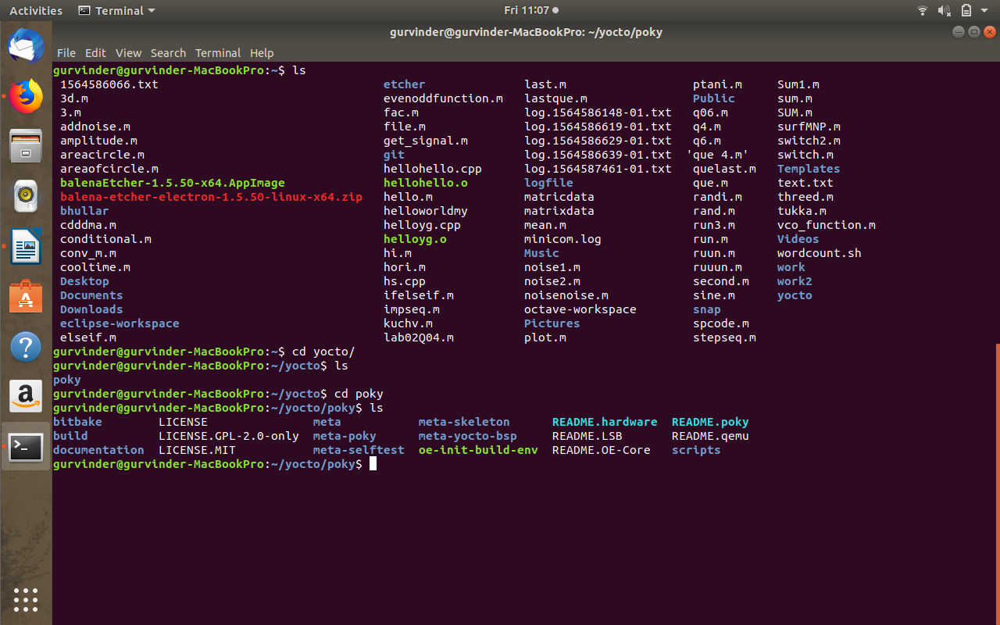 Activities Terminal Fri 11:07
gurvinder@gurvinder-MacBookPro: ~/yocto/poky
File Edit View Search Terminal Help
gurvinder@gurvinder-MacBookPro:~$ ls
1564586066.txt etcher last.m ptani.m Sum1.m
3d.m evenoddfunction.m lastque.m Public sum.m
3.m fac.m log.1564586148-01.txt q06.m SUM.m
addnoise.m file.m log.1564586619-01.txt q4.m surfMNP.m
amplitude.m get_signal.m log.1564586629-01.txt q6.m switch2.m
areacircle.m git log.1564586639-01.txt 'que 4.m' switch.m
areaofcircle.m hellohello.cpp log.1564587461-01.txt quelast.m Templates
balenaEtcher-1.5.50-x64.AppImage hellohello.o logfile que.m text.txt
balena-etcher-electron-1.5.50-linux-x64.zip hello.m matricdata randi.m threed.m
bhullar helloworldmy matrixdata rand.m tukka.m
cdddma.m helloyg.cpp mean.m run3.m vco_function.m
conditional.m helloyg.o minicom.log run.m Videos
conv_m.m hi.m Music ruun.m wordcount.sh
cooltime.m hori.m noise1.m ruuun.m work
Desktop hs.cpp noise2.m second.m work2
Documents ifelseif.m noisenoise.m sine.m yocto
Downloads impseq.m octave-workspace snap
eclipse-workspace kuchv.m Pictures spcode.m
elseif.m lab02Q04.m plot.m stepseq.m
gurvinder@gurvinder-MacBookPro:~$ cd yocto/
gurvinder@gurvinder-MacBookPro:~/yocto$ ls
poky
gurvinder@gurvinder-MacBookPro:~/yocto$ cd poky
gurvinder@gurvinder-MacBookPro:~/yocto/poky$ ls
bitbake LICENSE meta meta-skeleton README.hardware README.poky
build LICENSE.GPL-2.0-only meta-poky meta-yocto-bsp README.LSB README.qemu
documentation LICENSE.MIT meta-selftest oe-init-build-env README.OE-Core scripts
gurvinder@gurvinder-MacBookPro:~/yocto/poky$